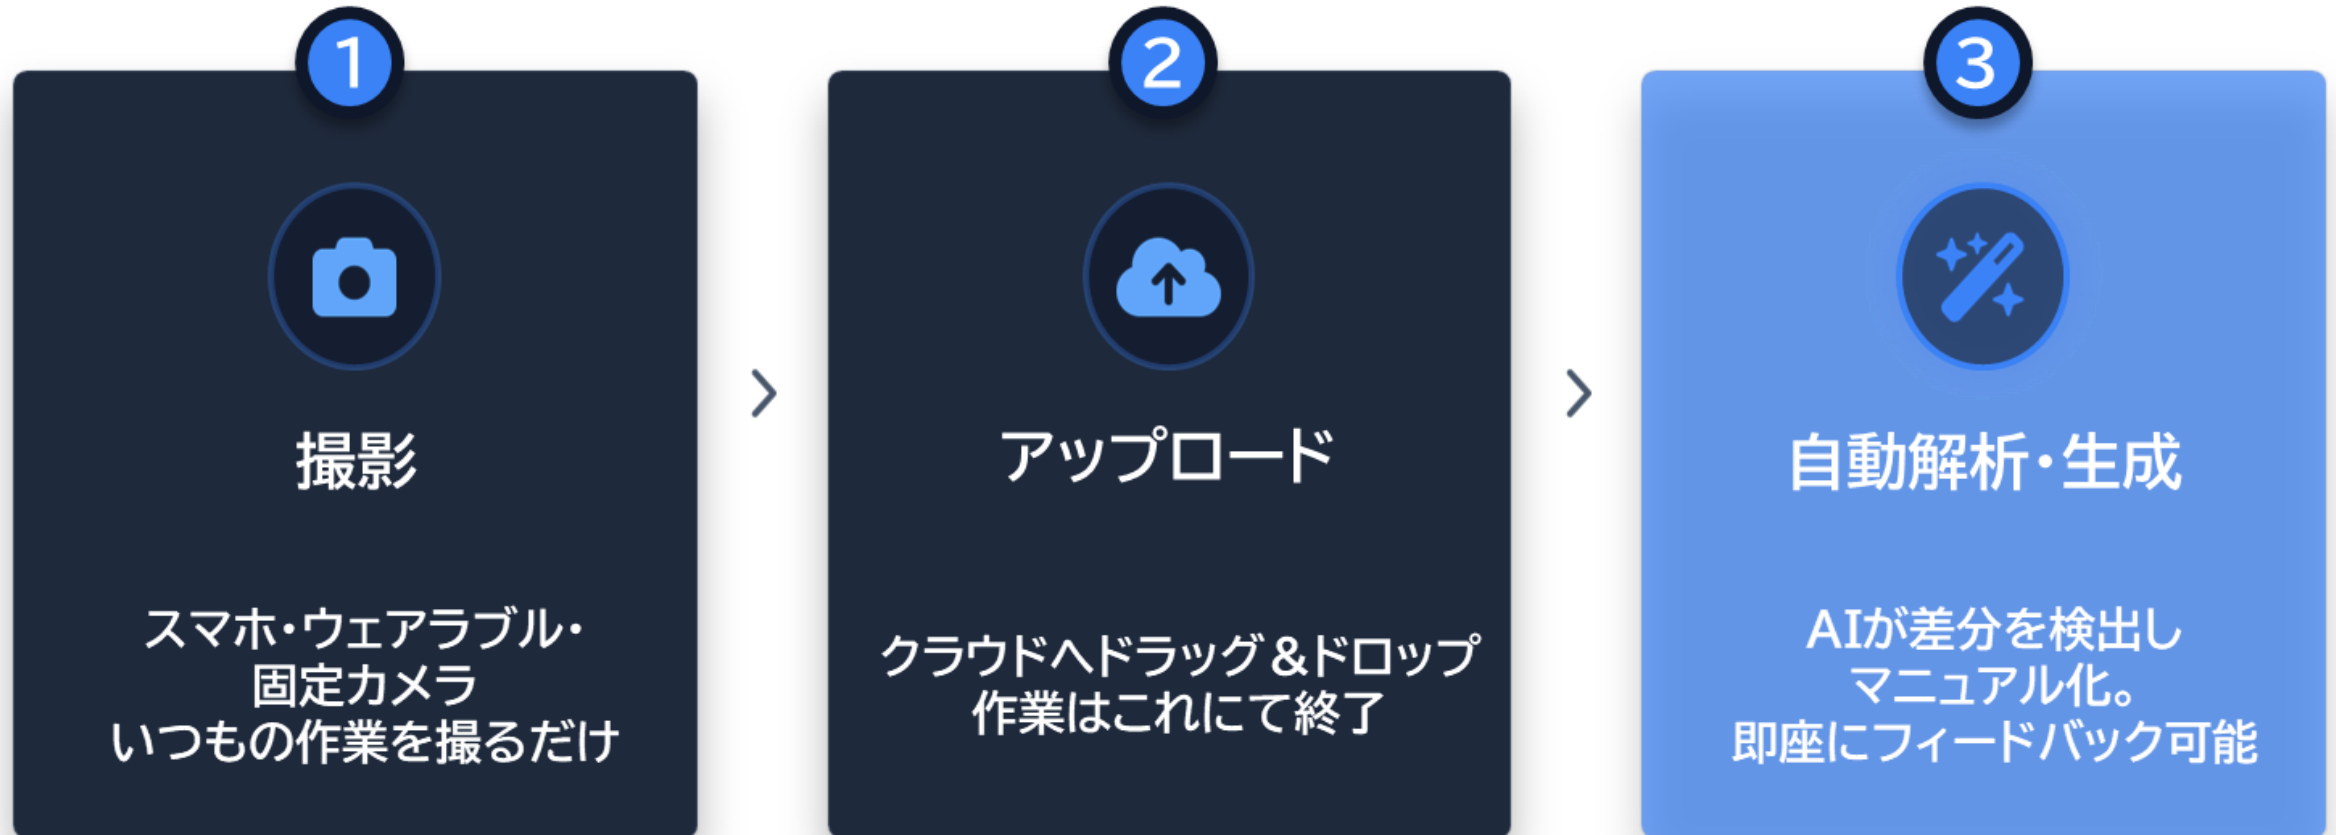 1
撮影
スマホ・ウェアラブル・
固定カメラ
いつもの作業を撮るだけ
2
アップロード
クラウドへドラッグ&ドロップ
作業はこれにて終了
3
自動解析・生成
AIが差分を検出し
マニュアル化。
即座にフィードバック可能